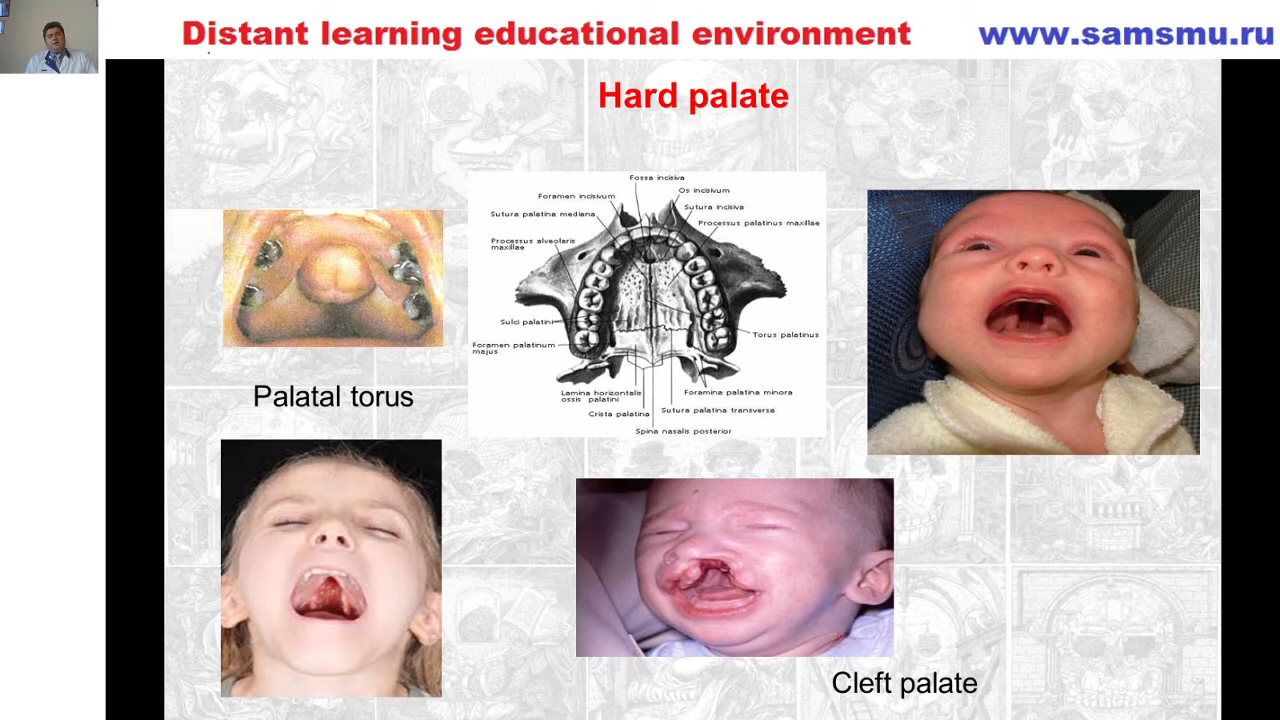 Distant learning educational environment
www.samsmu.ru
Hard palate
Fossa incisiva
Foramen incisivum
Os incisivum
Sutura palatina mediana
Sutura incisiva
Processus palatinus maxillae
Processus alveolaris
maxillae
Sulci palatini
Torus palatinus
Foramen palatinum
majus
Lamina horizontalis
ossis palatini
Foramina palatina minora
Crista palatina
Sutura palatina transversa
Spina nasalis posterior
Palatal torus
Cleft palate